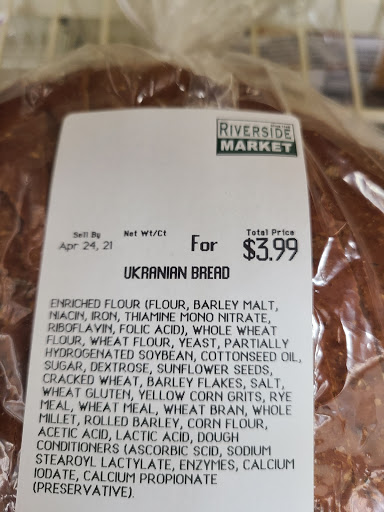 RIVERSIDE
MARKET
Sell By Net Wt/Ct Total Price
Apr 24, 21 For $3.99
UKRANIAN BREAD
ENRICHED FLOUR (FLOUR, BARLEY MALT,
NIACIN, IRON, THIAMINE MONO NITRATE,
RIBOFLAVIN, FOLIC ACID), WHOLE WHEAT
FLOUR, WHEAT FLOUR, YEAST, PARTIALLY
HYDROGENATED SOYBEAN, COTTONSEED OIL,
SUGAR, DEXTROSE, SUNFLOWER SEEDS,
CRACKED WHEAT, BARLEY FLAKES, SALT,
WHEAT GLUTEN, YELLOW CORN GRITS, RYE
MEAL, WHEAT MEAL, WHEAT BRAN, WHOLE
MILLET, ROLLED BARLEY, CORN FLOUR,
ACETIC ACID, LACTIC ACID, DOUGH
CONDITIONERS (ASCORBIC SCID, SODIUM
STEAROYL LACTYLATE, ENZYMES, CALCIUM
IODATE, CALCIUM PROPIONATE
(PRESERVATIVE).